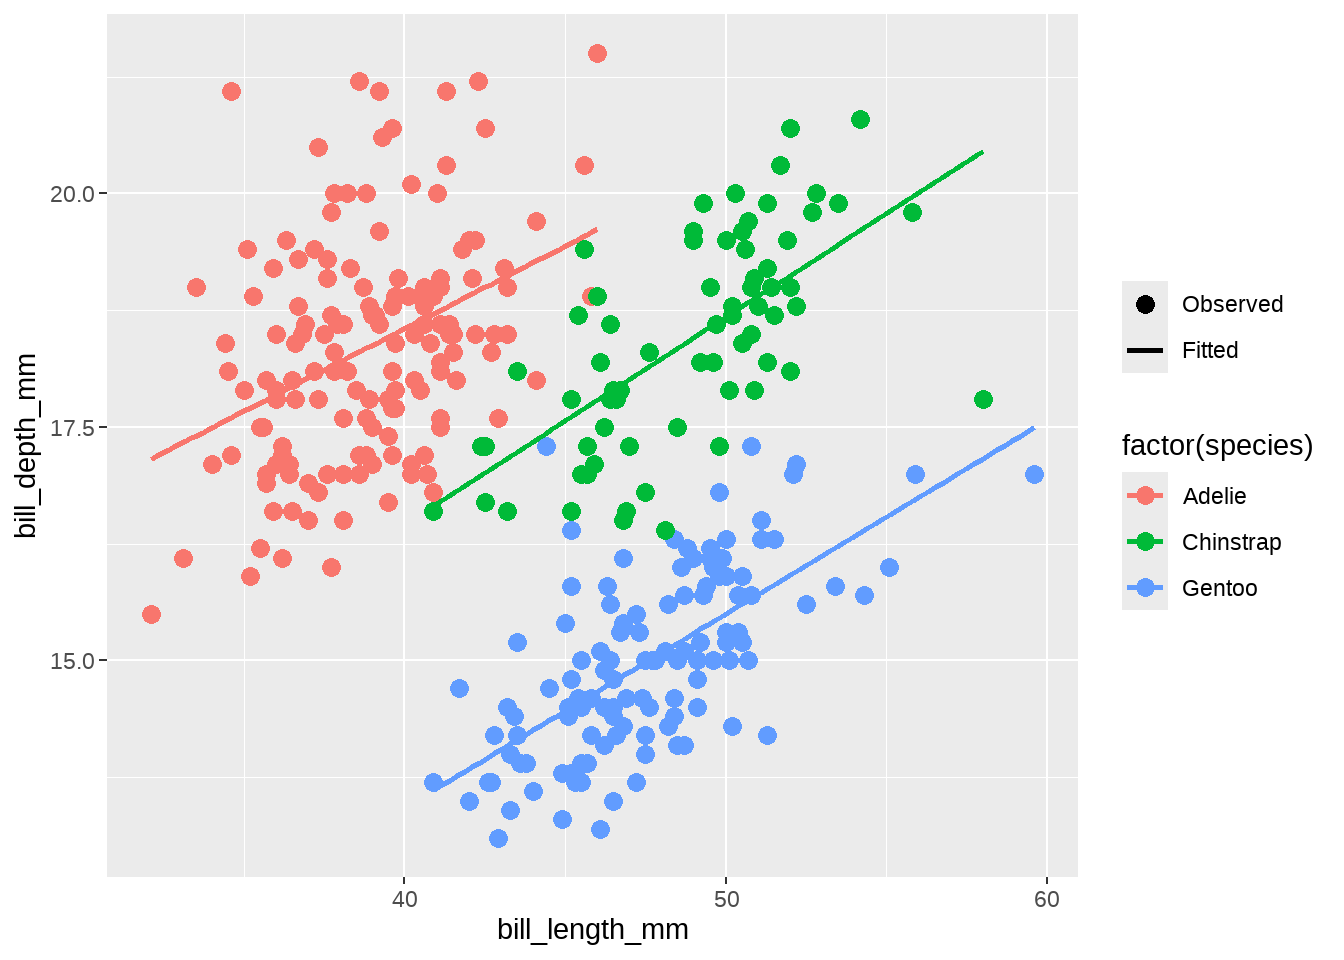 bill_depth_mm
20.0
17.5
15.0
40
50
60
bill_length_mm
Observed
Fitted
factor(species)
Adelie
Chinstrap
Gentoo